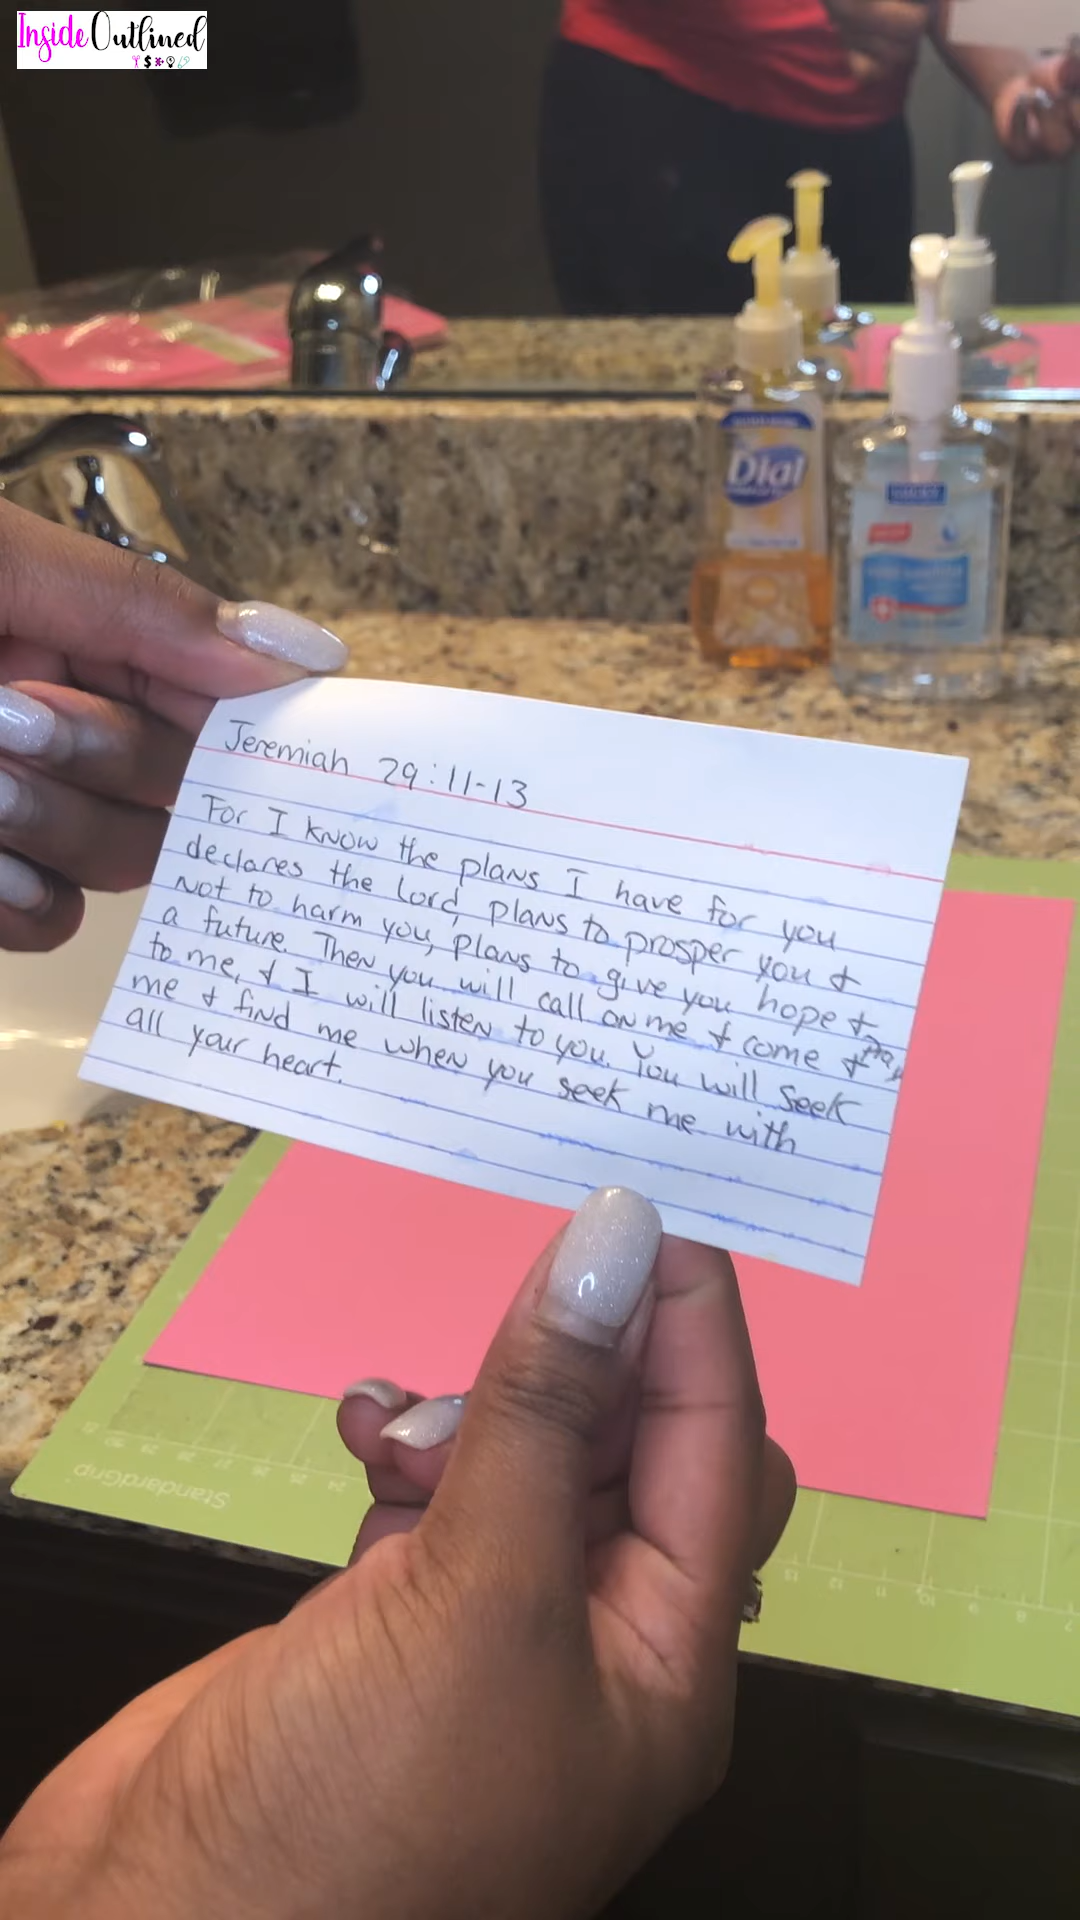 Inside Outlined
Dial
Jeremiah 29:11-13
For I know the plans I have for you
declares the Lord, plans to prosper you &
not to harm you, plans to give you hope &
a future. Then you will call on me & come & pray
to me, & I will listen to you. You will seek
me & find me when you seek me with
all your heart.
StandardGrip